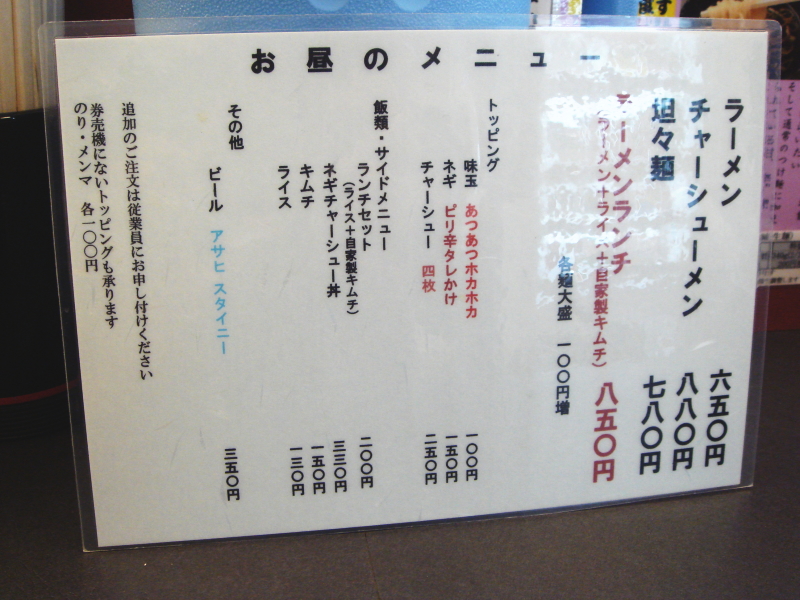 お昼のメニュー
ラーメン 六五〇円
チャーシューメン 八八〇円
坦々麺 七八〇円
ラーメンランチ 八五〇円
(ラーメン+ライス+自家製キムチ)
各麺大盛 一〇〇円増
トッピング
味玉 あつあつホカホカ 一〇〇円
ネギ ピリ辛タレかけ 一五〇円
チャーシュー 四枚 二五〇円
飯類・サイドメニュー
ランチセット 二〇〇円
(ライス+自家製キムチ)
ネギチャーシュー丼 三三〇円
キムチ 一五〇円
ライス 一三〇円
その他
ビール アサヒ スタイニー 三五〇円
追加のご注文は従業員にお申し付けください
券売機にないトッピングも承ります
のり・メンマ 各一〇〇円